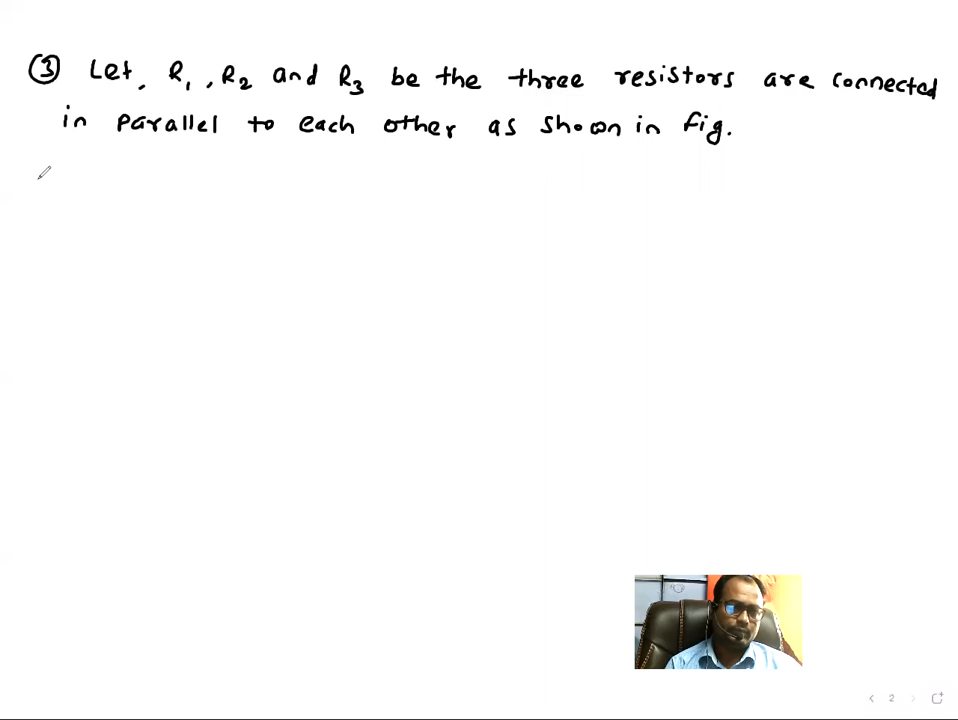 ③ Let, R₁, R₂ and R₃ be the three resistors are connected
in parallel to each other as shown in fig.
2